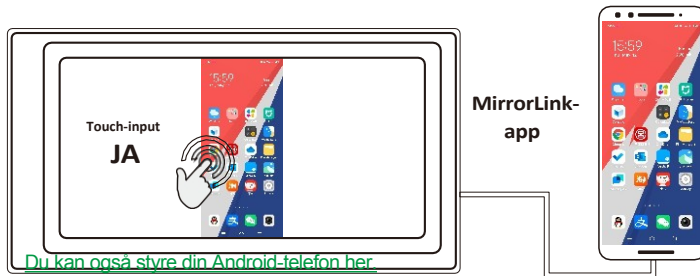 15:59
15:59
Touch-input
JA
MirrorLink-
app
Du kan også styre din Android-telefon her.